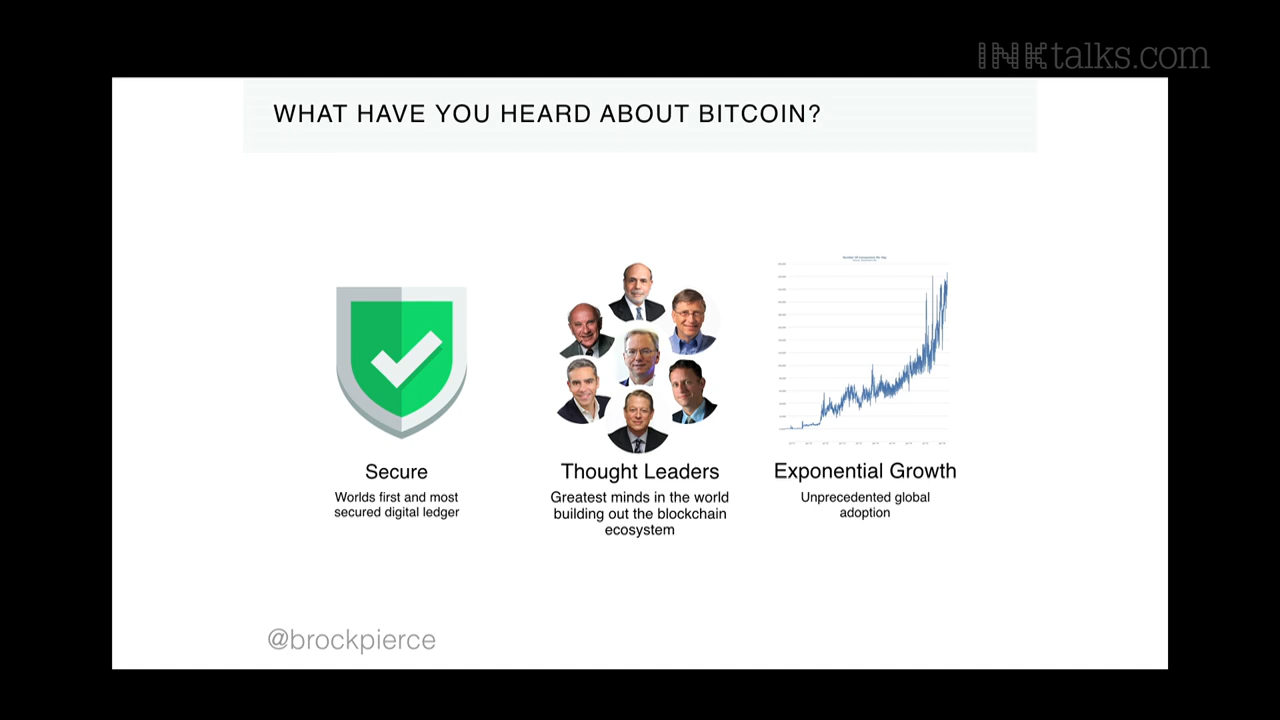 INKtalks.com
WHAT HAVE YOU HEARD ABOUT BITCOIN?
Secure
Worlds first and most
secured digital ledger
Thought Leaders
Greatest minds in the world
building out the blockchain
ecosystem
Exponential Growth
Unprecedented global
adoption
@brockpierce